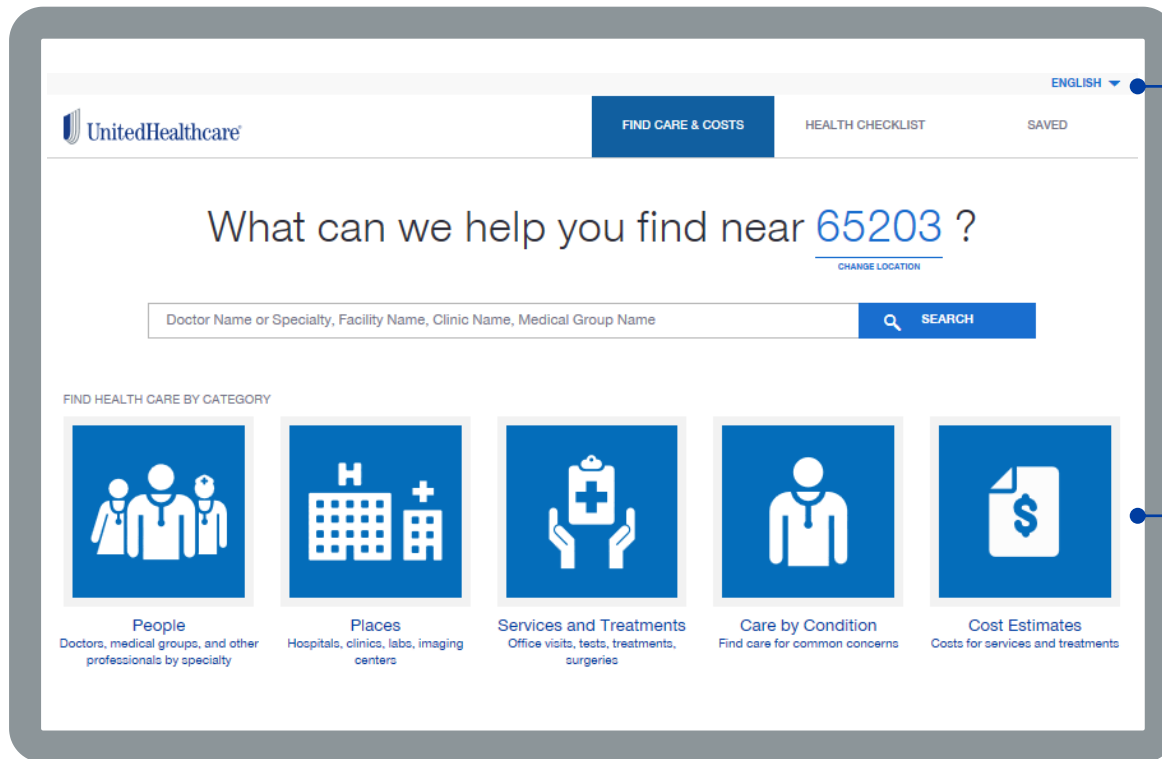 ENGLISH
UnitedHealthcare®
FIND CARE & COSTS
HEALTH CHECKLIST
SAVED
What can we help you find near 65203 ?
CHANGE LOCATION
Doctor Name or Specialty, Facility Name, Clinic Name, Medical Group Name
SEARCH
FIND HEALTH CARE BY CATEGORY
H
$
People
Doctors, medical groups, and other
professionals by specialty
Places
Hospitals, clinics, labs, imaging
centers
Services and Treatments
Office visits, tests, treatments,
surgeries
Care by Condition
Find care for common concerns
Cost Estimates
Costs for services and treatments